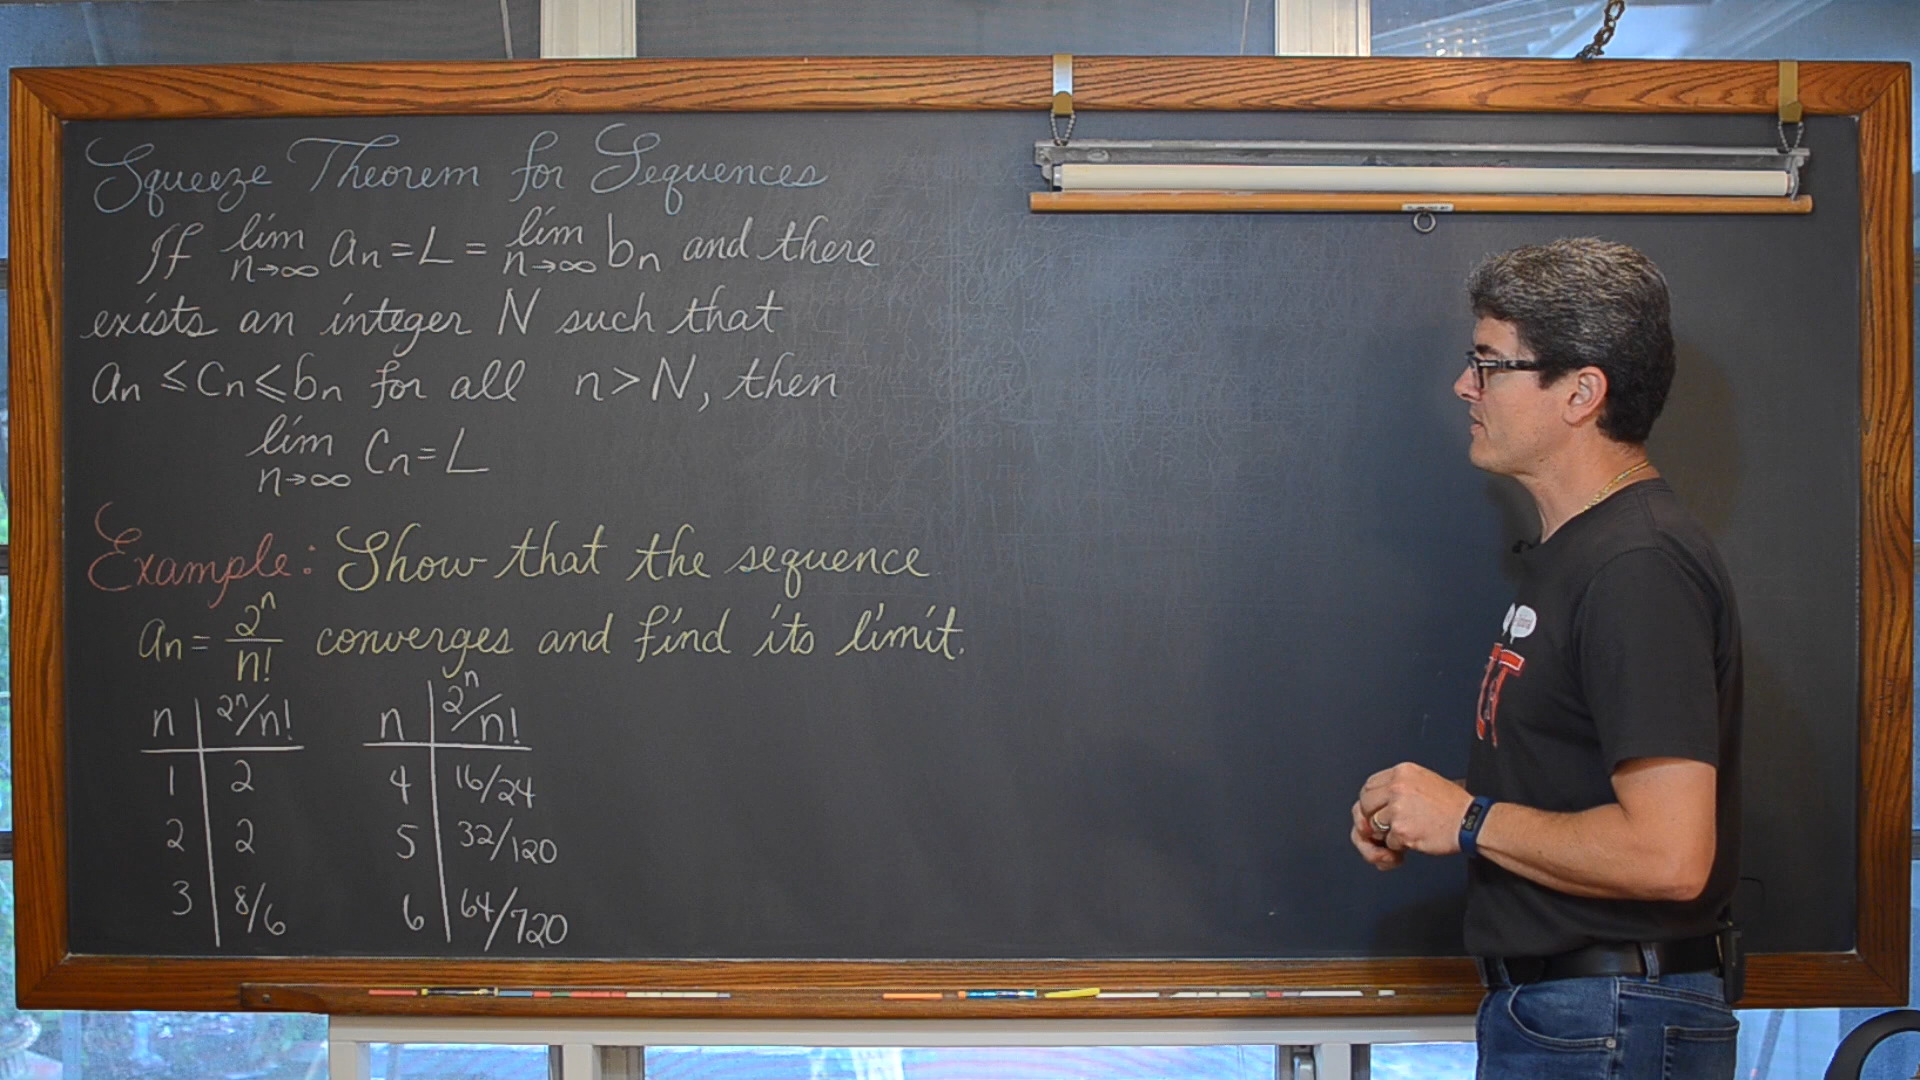 Squeeze Theorem for Sequences
If lim n→∞ an = L = lim n→∞ bn and there
exists an integer N such that
an ≤ cn ≤ bn for all n > N, then
lim n→∞ Cn = L
Example: Show that the sequence
an = 2^n/n! converges and find its limit.
n | 2^n/n!
1 | 2
2 | 2
3 | 8/6
n | 2^n/n!
4 | 16/24
5 | 32/120
6 | 64/720